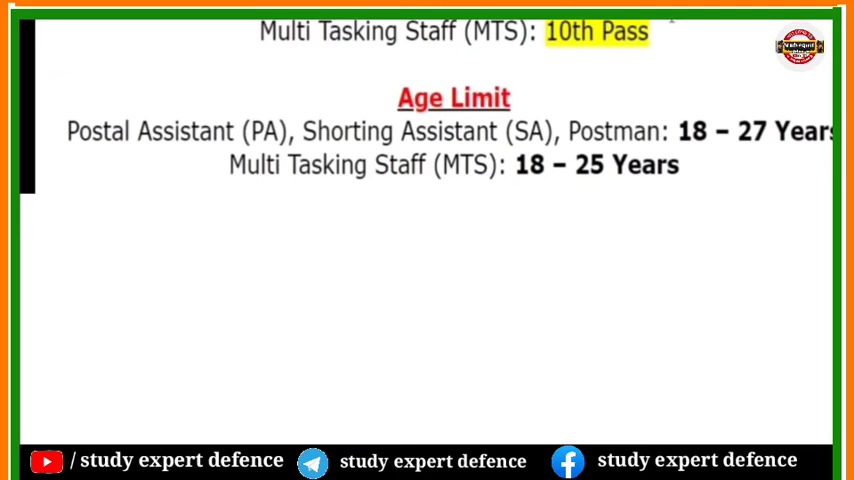 Multi Tasking Staff (MTS): 10th Pass
Age Limit
Postal Assistant (PA), Shorting Assistant (SA), Postman: 18 – 27 Years
Multi Tasking Staff (MTS): 18 – 25 Years
/ study expert defence
study expert defence
study expert defence